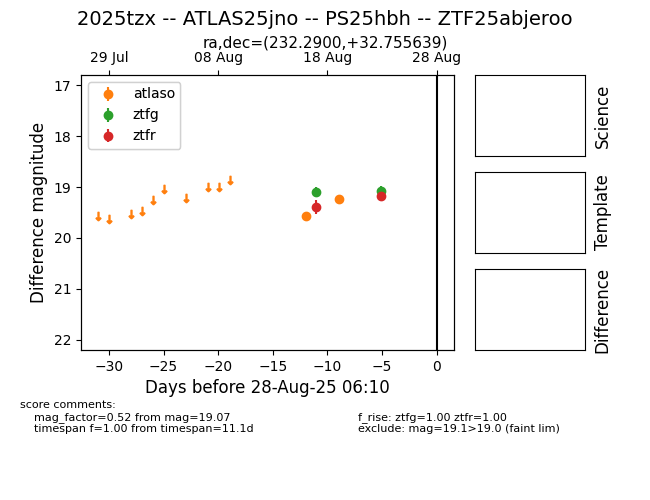 2025tzx -- ATLAS25jno -- PS25hbh -- ZTF25abjeroo
ra,dec=(232.2900,+32.755639)
29 Jul 08 Aug 18 Aug 28 Aug
17
18
19
20
21
22
Difference magnitude
atlaso
ztfg
ztfr
−30 −25 −20 −15 −10 −5 0
Days before 28-Aug-25 06:10
Science
Template
Difference
score comments:
mag_factor=0.52 from mag=19.07
timespan f=1.00 from timespan=11.1d
f_rise: ztfg=1.00 ztfr=1.00
exclude: mag=19.1>19.0 (faint lim)